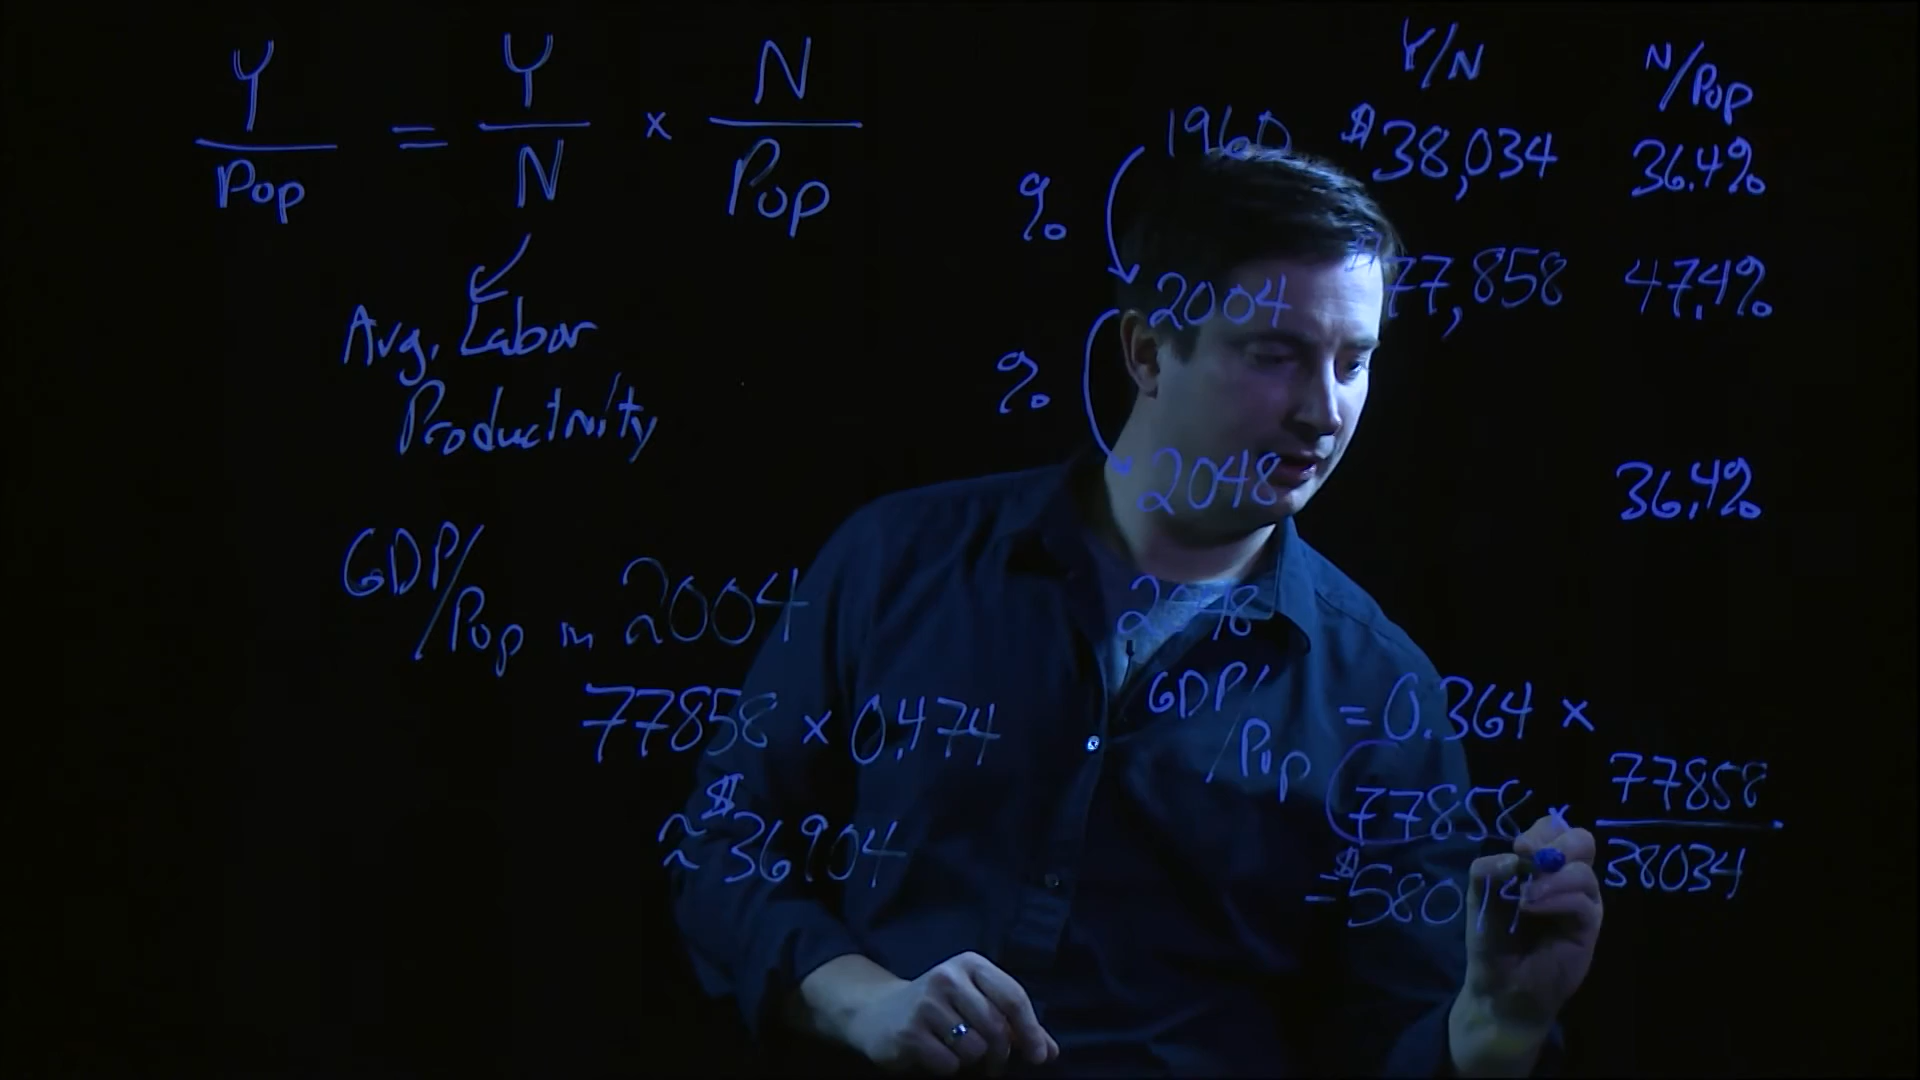 Y / Pop = Y / N × N / Pop
Avg. Labor
Productivity
Y/N N/Pop
1960 $38,034 36.4%
%
2004 $77,858 47.4%
%
2048 36.4%
GDP/Pop in 2004
77858 × 0.474
≈ $36904
2048
GDP/Pop = 0.364 ×
(77858 × 77858 / 38034
= $58014